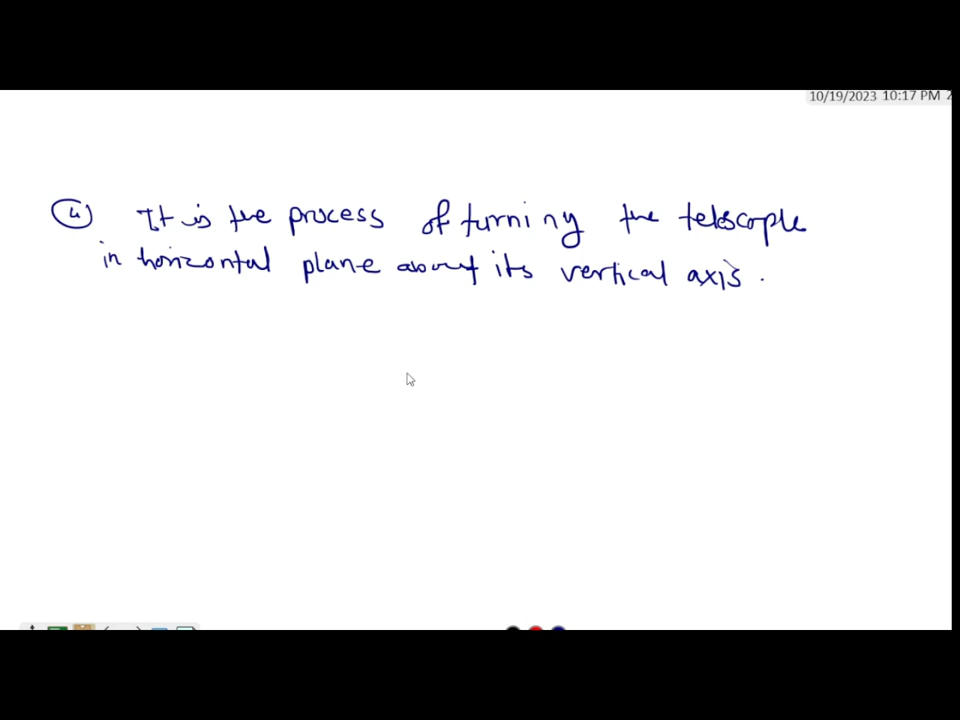 10/19/2023 10:17 PM
(4) It is the process of turning the telescople
in horizontal plane about its vertical axis.